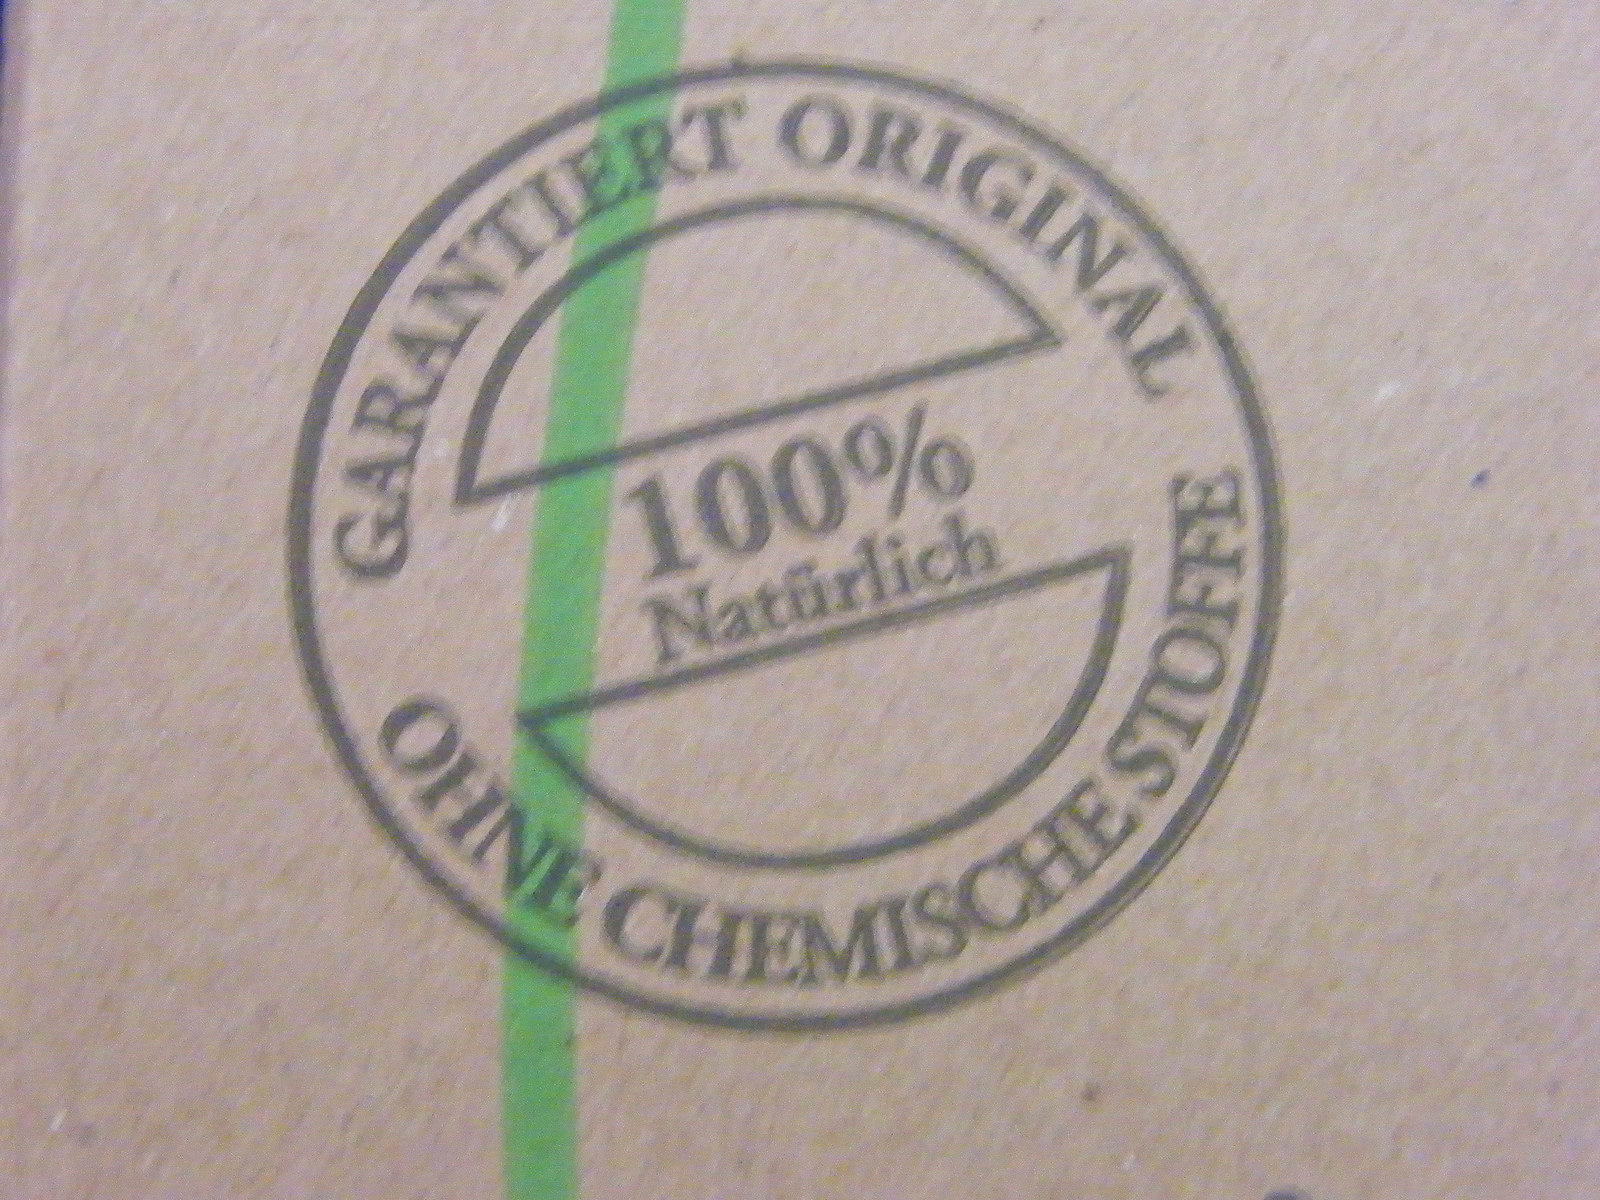 GARANTIERT ORIGINAL
100%
Natürlich
OHNE CHEMISCHE STOFFE